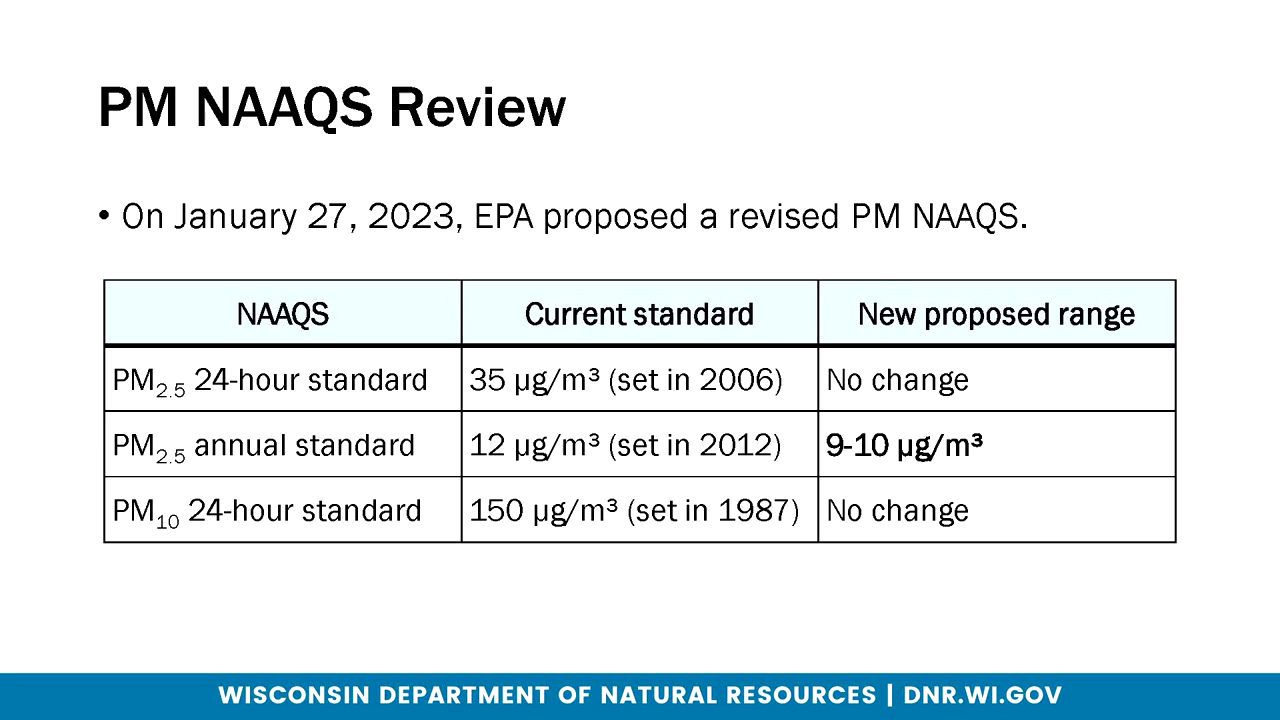 PM NAAQS Review
• On January 27, 2023, EPA proposed a revised PM NAAQS.
NAAQS Current standard New proposed range
PM2.5 24-hour standard 35 µg/m³ (set in 2006) No change
PM2.5 annual standard 12 µg/m³ (set in 2012) 9-10 µg/m³
PM10 24-hour standard 150 µg/m³ (set in 1987) No change
WISCONSIN DEPARTMENT OF NATURAL RESOURCES | DNR.WI.GOV